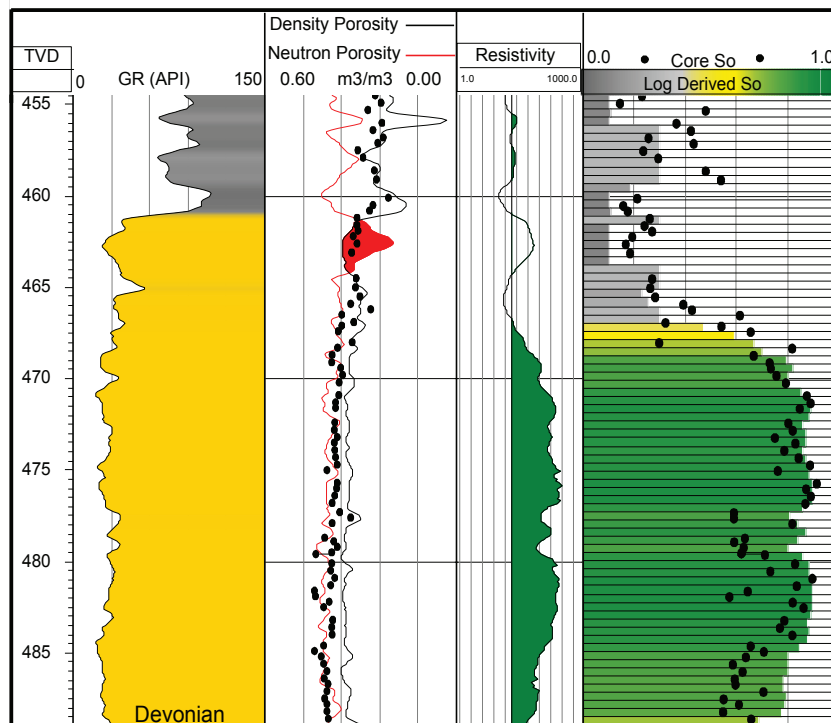 Density Porosity
TVD
Neutron Porosity
Resistivity
0.0 Core So 1.0
0 GR (API) 150
0.60 m3/m3 0.00
1.0 1000.0
Log Derived So
455
460
465
470
475
480
485
Devonian